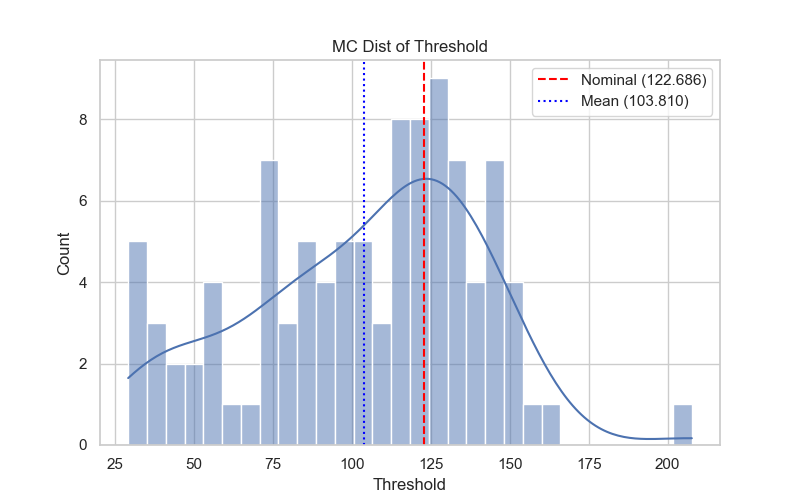 MC Dist of Threshold
Nominal (122.686)
Mean (103.810)
Count
8
6
4
2
0
25 50 75 100 125 150 175 200
Threshold